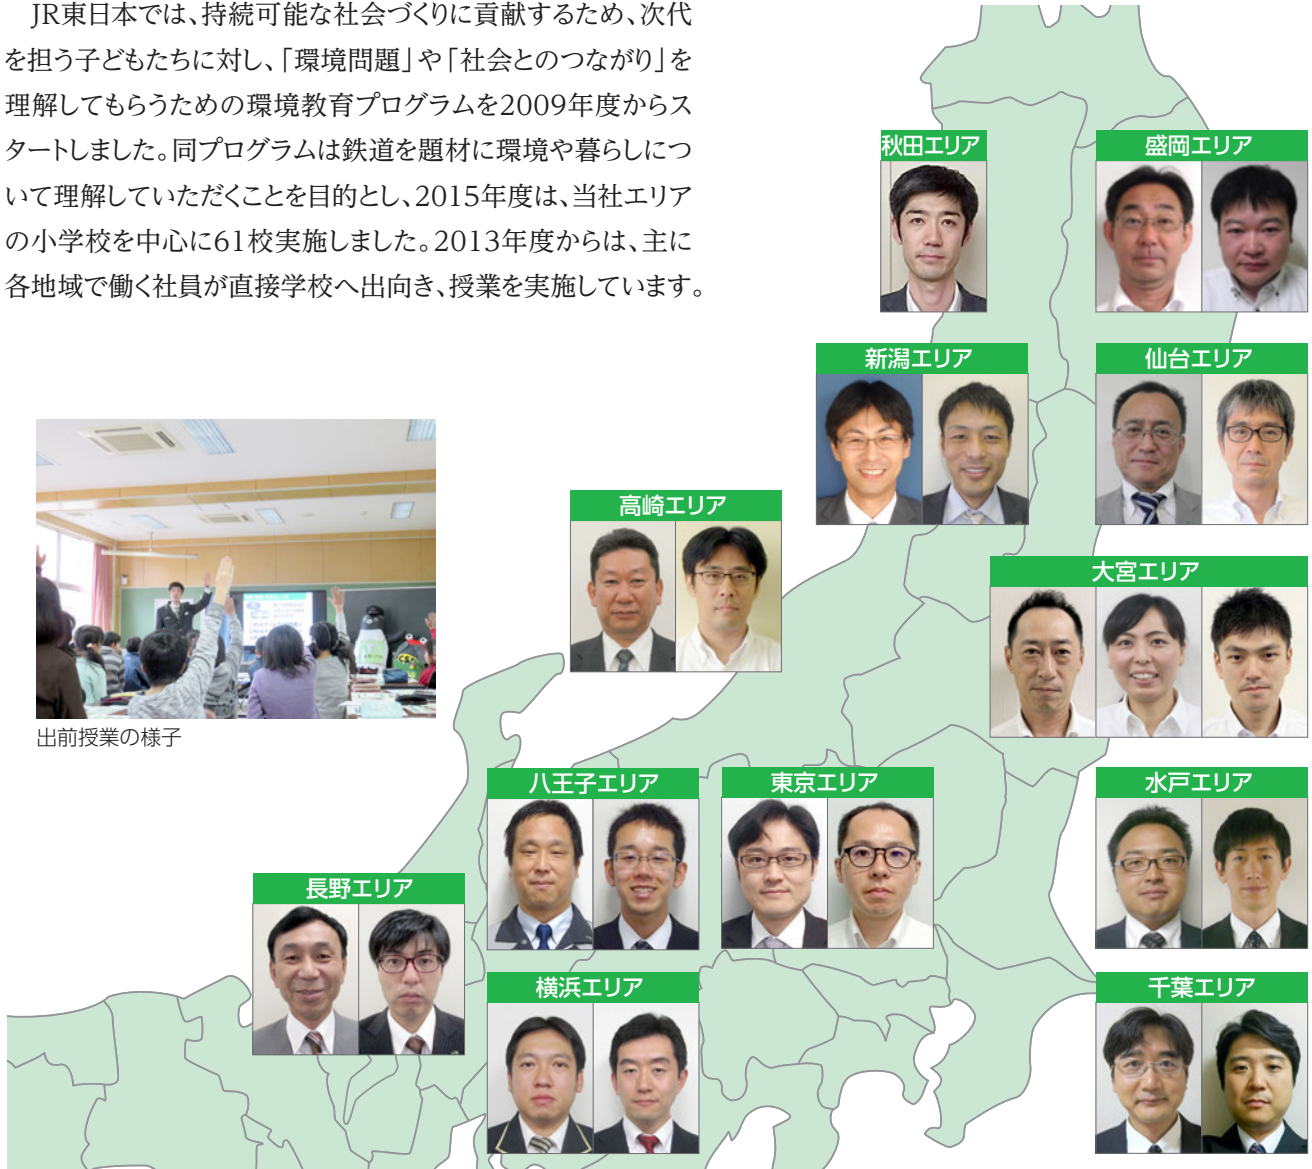 JR東日本では、持続可能な社会づくりに貢献するため、次代
を担う子どもたちに対し、「環境問題」や「社会とのつながり」を
理解してもらうための環境教育プログラムを2009年度からス
タートしました。同プログラムは鉄道を題材に環境や暮らしにつ
いて理解していただくことを目的とし、2015年度は、当社エリア
の小学校を中心に61校実施しました。2013年度からは、主に
各地域で働く社員が直接学校へ出向き、授業を実施しています。
秋田エリア
盛岡エリア
新潟エリア
仙台エリア
高崎エリア
大宮エリア
出前授業の様子
八王子エリア
東京エリア
水戸エリア
長野エリア
横浜エリア
千葉エリア